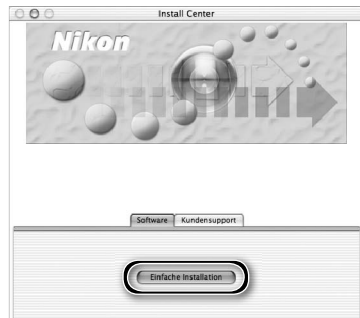 Install Center
Nikon
Software Kundensupport
Einfache Installation